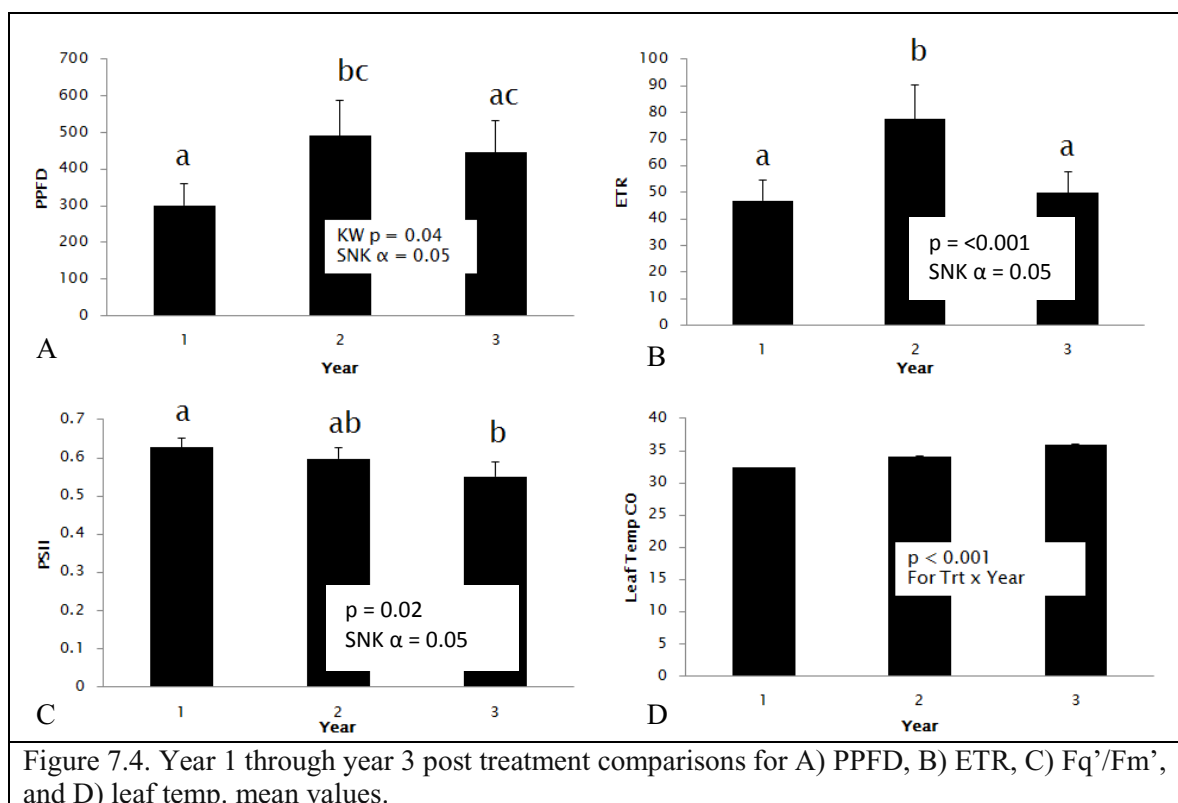 700
600
500
400
300
200
100
0
PPFD
a
bc
ac
KW p = 0.04
SNK α = 0.05
1 2 3
Year
A
100
90
80
70
60
50
40
30
20
10
0
ETR
a
b
a
p = <0.001
SNK α = 0.05
1 2 3
Year
B
0.7
0.6
0.5
0.4
0.3
0.2
0.1
0
PSII
a
ab
b
p = 0.02
SNK α = 0.05
1 2 3
Year
C
40
35
30
25
20
15
10
5
0
Leaf Temp C0
p < 0.001
For Trt x Year
1 2 3
Year
D
Figure 7.4. Year 1 through year 3 post treatment comparisons for A) PPFD, B) ETR, C) Fq’/Fm’,
and D) leaf temp. mean values.